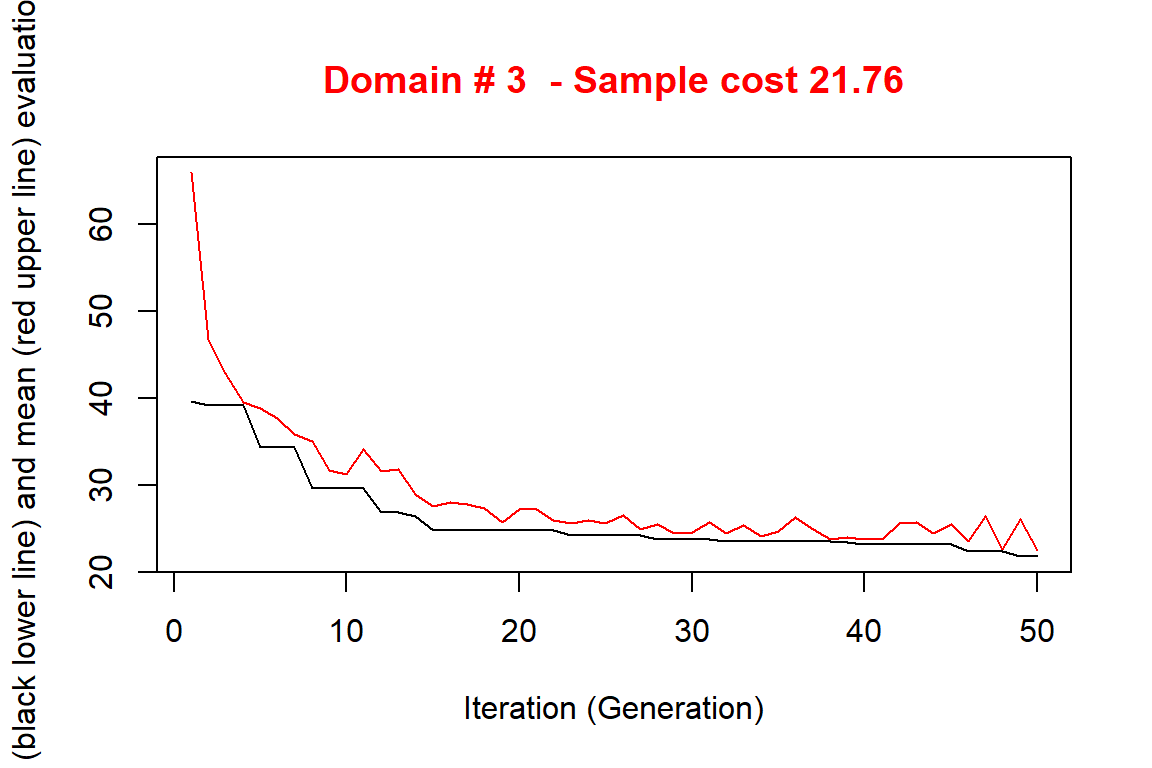 Domain # 3 - Sample cost 21.76
(black lower line) and mean (red upper line) evaluatio
60
50
40
30
20
0 10 20 30 40 50
Iteration (Generation)